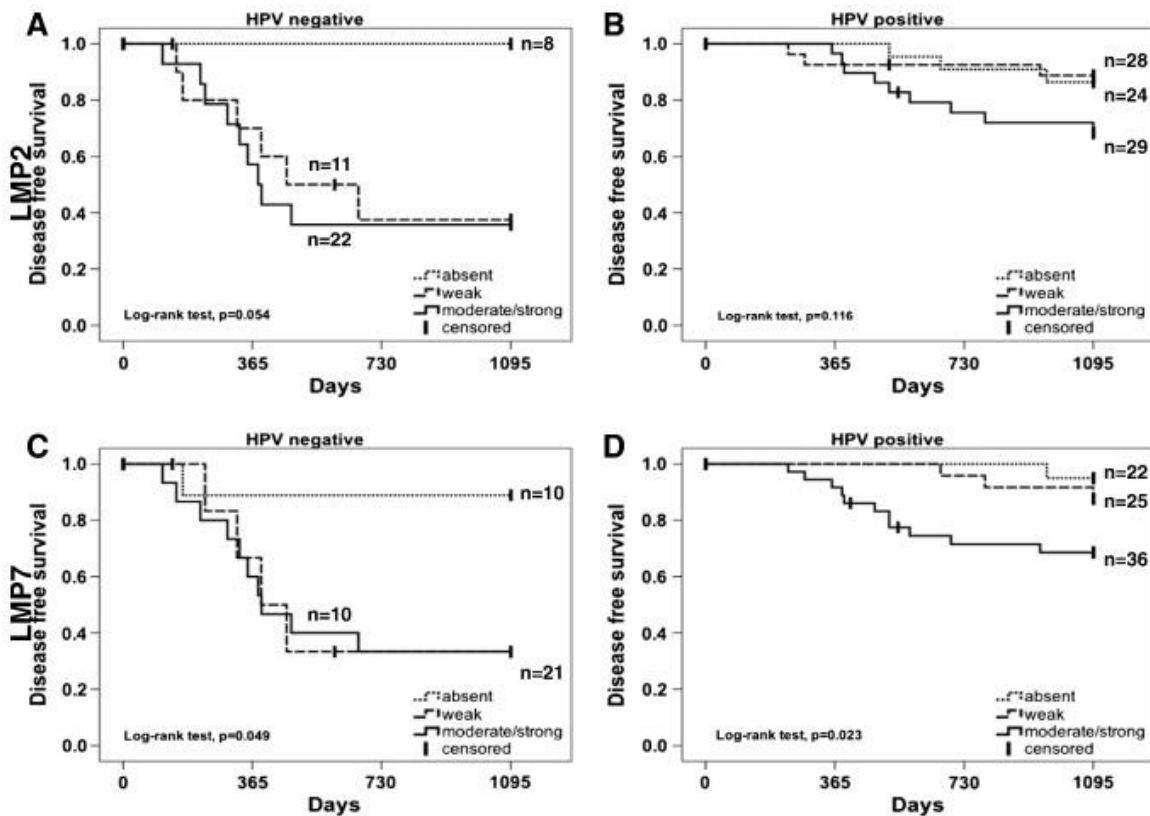 A
HPV negative
LMP2
Disease free survival
1.0
0.8
0.6
0.4
0.2
0.0
n=8
n=11
n=22
absent
weak
moderate/strong
censored
Log-rank test, p=0.054
0 365 730 1095
Days
B
HPV positive
Disease free survival
1.0
0.8
0.6
0.4
0.2
0.0
n=28
n=24
n=29
absent
weak
moderate/strong
censored
Log-rank test, p=0.116
0 365 730 1095
Days
C
HPV negative
LMP7
Disease free survival
1.0
0.8
0.6
0.4
0.2
0.0
n=10
n=10
n=21
absent
weak
moderate/strong
censored
Log-rank test, p=0.049
0 365 730 1095
Days
D
HPV positive
Disease free survival
1.0
0.8
0.6
0.4
0.2
0.0
n=22
n=25
n=36
absent
weak
moderate/strong
censored
Log-rank test, p=0.023
0 365 730 1095
Days